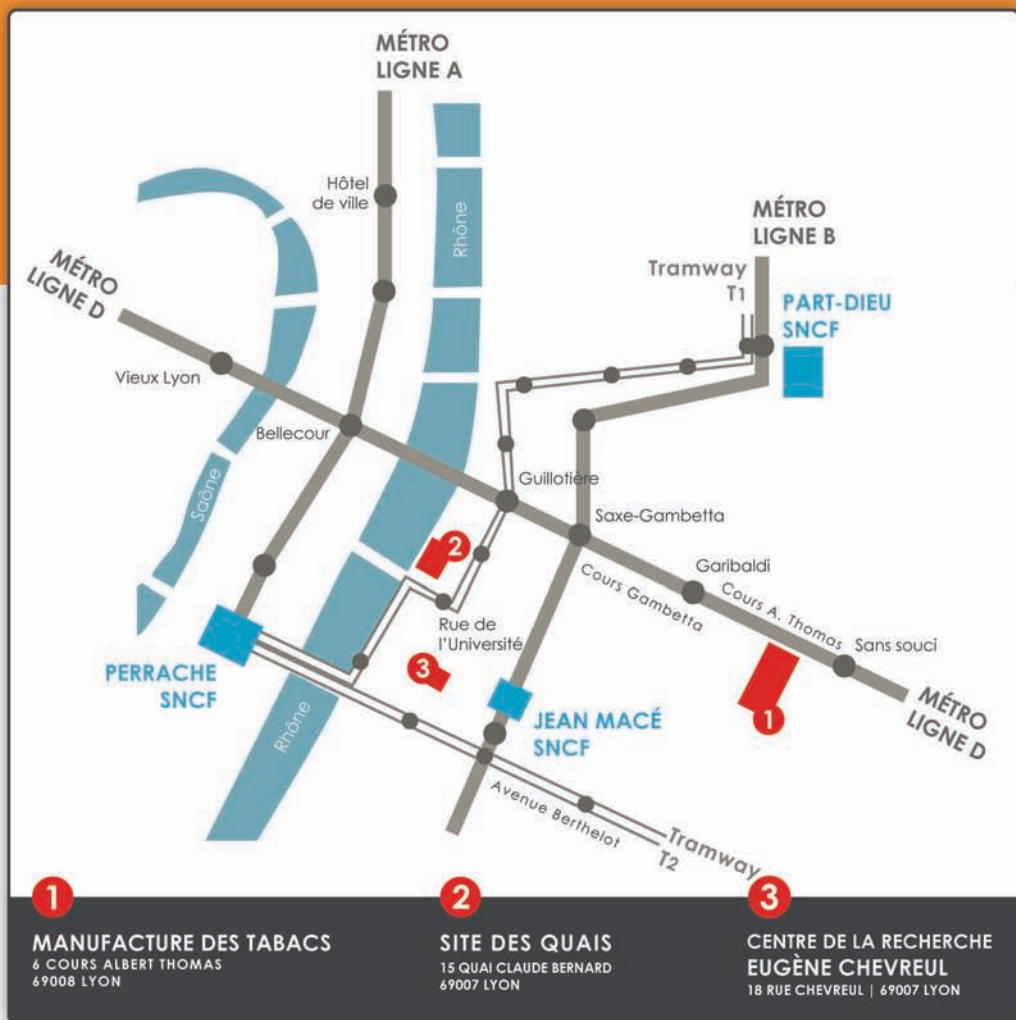 MÉTRO
LIGNE A
Hôtel
de ville
Rhône
MÉTRO
LIGNE B
Tramway
T1
PART-DIEU
SNCF
MÉTRO
LIGNE D
Vieux Lyon
Bellecour
Saône
Guillotière
Saxe-Gambetta
Garibaldi
Cours Gambetta
Cours A. Thomas
Sans souci
2
Rue de
l'Université
3
PERRACHE
SNCF
Rhône
JEAN MACÉ
SNCF
1
MÉTRO
LIGNE D
Avenue Berthelot
Tramway
T2
1
MANUFACTURE DES TABACS
6 COURS ALBERT THOMAS
69008 LYON
2
SITE DES QUAIS
15 QUAI CLAUDE BERNARD
69007 LYON
3
CENTRE DE LA RECHERCHE
EUGÈNE CHEVREUL
18 RUE CHEVREUL | 69007 LYON